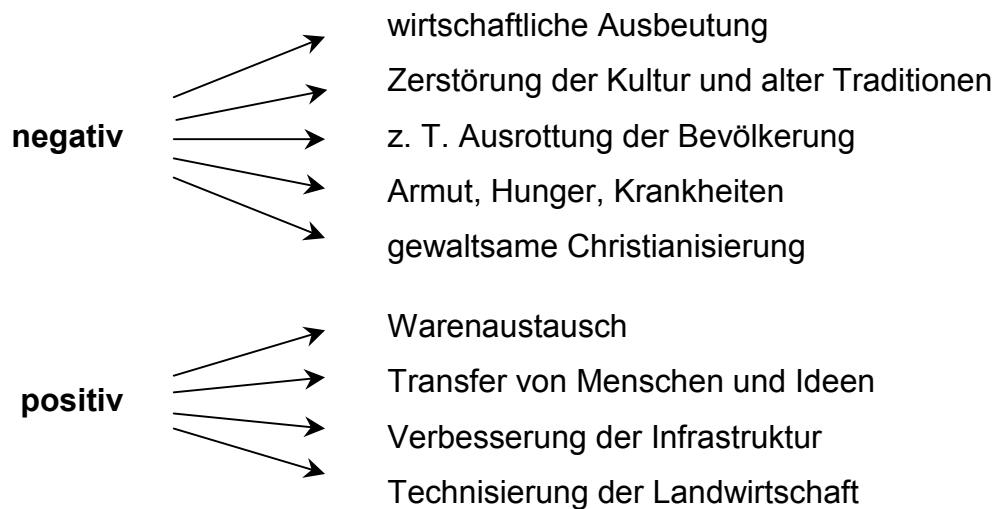 negativ
wirtschaftliche Ausbeutung
Zerstörung der Kultur und alter Traditionen
z. T. Ausrottung der Bevölkerung
Armut, Hunger, Krankheiten
gewaltsame Christianisierung
positiv
Warenaustausch
Transfer von Menschen und Ideen
Verbesserung der Infrastruktur
Technisierung der Landwirtschaft